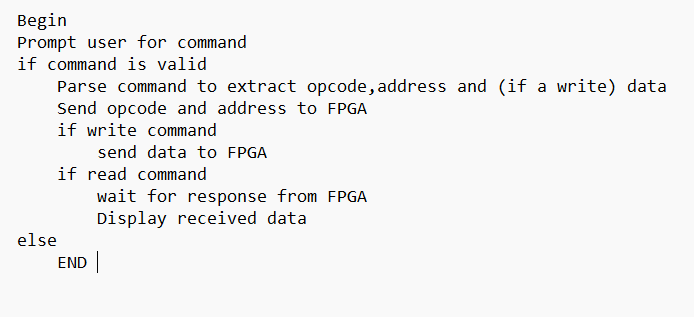 Begin
Prompt user for command
if command is valid
    Parse command to extract opcode,address and (if a write) data
    Send opcode and address to FPGA
    if write command
        send data to FPGA
    if read command
        wait for response from FPGA
        Display received data
else
    END